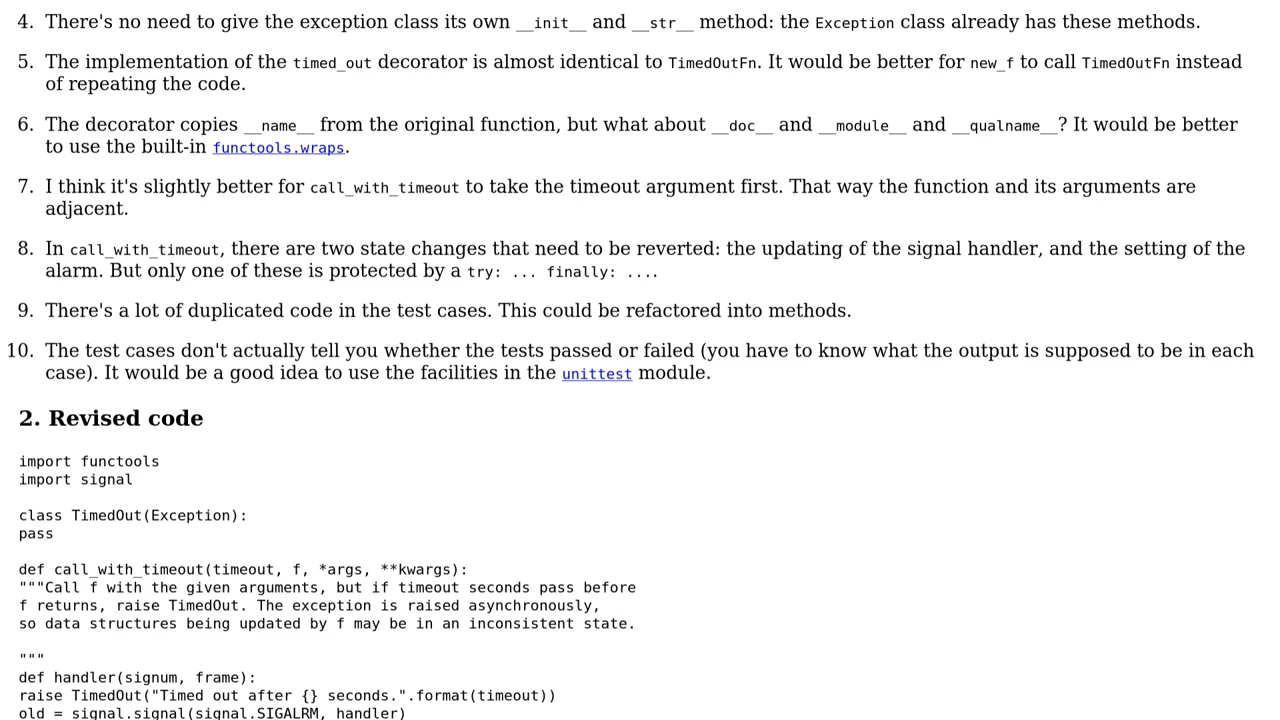 4. There's no need to give the exception class its own __init__ and __str__ method: the Exception class already has these methods.
5. The implementation of the timed_out decorator is almost identical to TimedOutFn. It would be better for new_f to call TimedOutFn instead
of repeating the code.
6. The decorator copies __name__ from the original function, but what about __doc__ and __module__ and __qualname__? It would be better
to use the built-in functools.wraps.
7. I think it's slightly better for call_with_timeout to take the timeout argument first. That way the function and its arguments are
adjacent.
8. In call_with_timeout, there are two state changes that need to be reverted: the updating of the signal handler, and the setting of the
alarm. But only one of these is protected by a try: ... finally: ....
9. There's a lot of duplicated code in the test cases. This could be refactored into methods.
10. The test cases don't actually tell you whether the tests passed or failed (you have to know what the output is supposed to be in each
case). It would be a good idea to use the facilities in the unittest module.
2. Revised code
import functools
import signal
class TimedOut(Exception):
pass
def call_with_timeout(timeout, f, *args, **kwargs):
"""Call f with the given arguments, but if timeout seconds pass before
f returns, raise TimedOut. The exception is raised asynchronously,
so data structures being updated by f may be in an inconsistent state.
"""
def handler(signum, frame):
raise TimedOut("Timed out after {} seconds.".format(timeout))
old = signal.signal(signal.SIGALRM, handler)